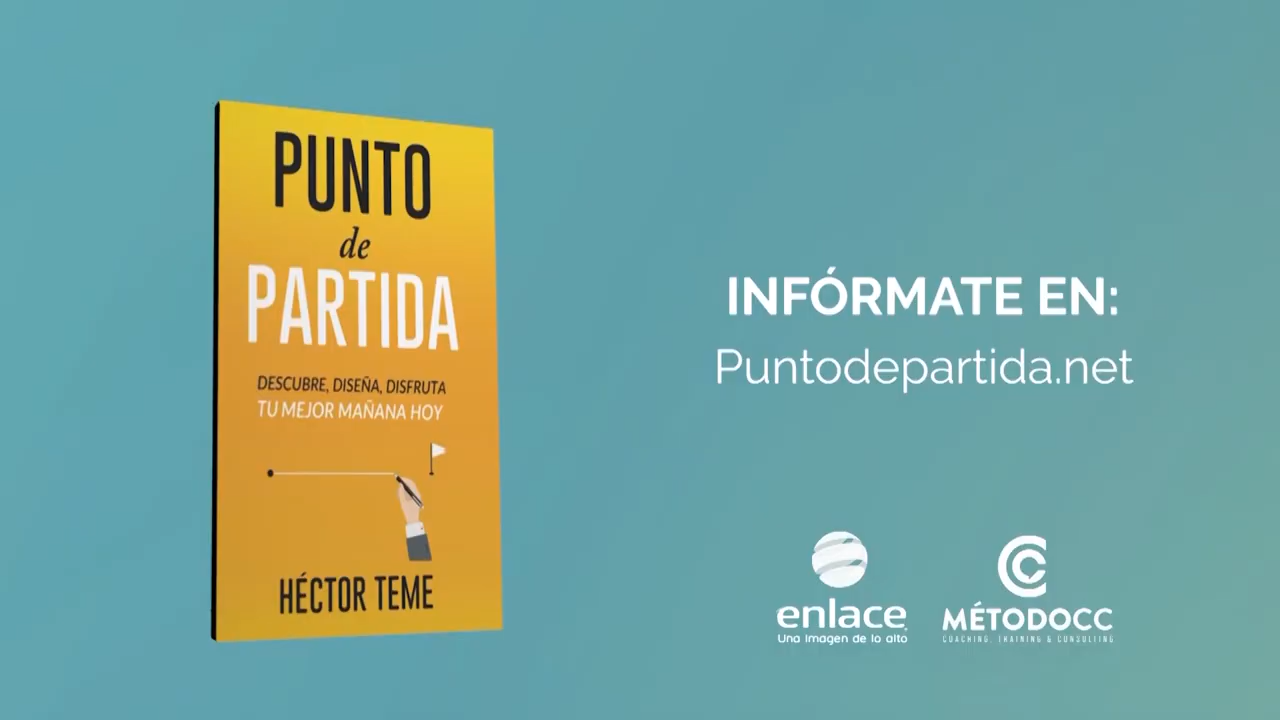 PUNTO
de
PARTIDA
DESCUBRE, DISEÑA, DISFRUTA
TU MEJOR MAÑANA HOY
HÉCTOR TEME
INFÓRMATE EN:
Puntodepartida.net
enlace
Una imagen de lo alto
MÉTODOCC
COACHING, TRAINING & CONSULTING